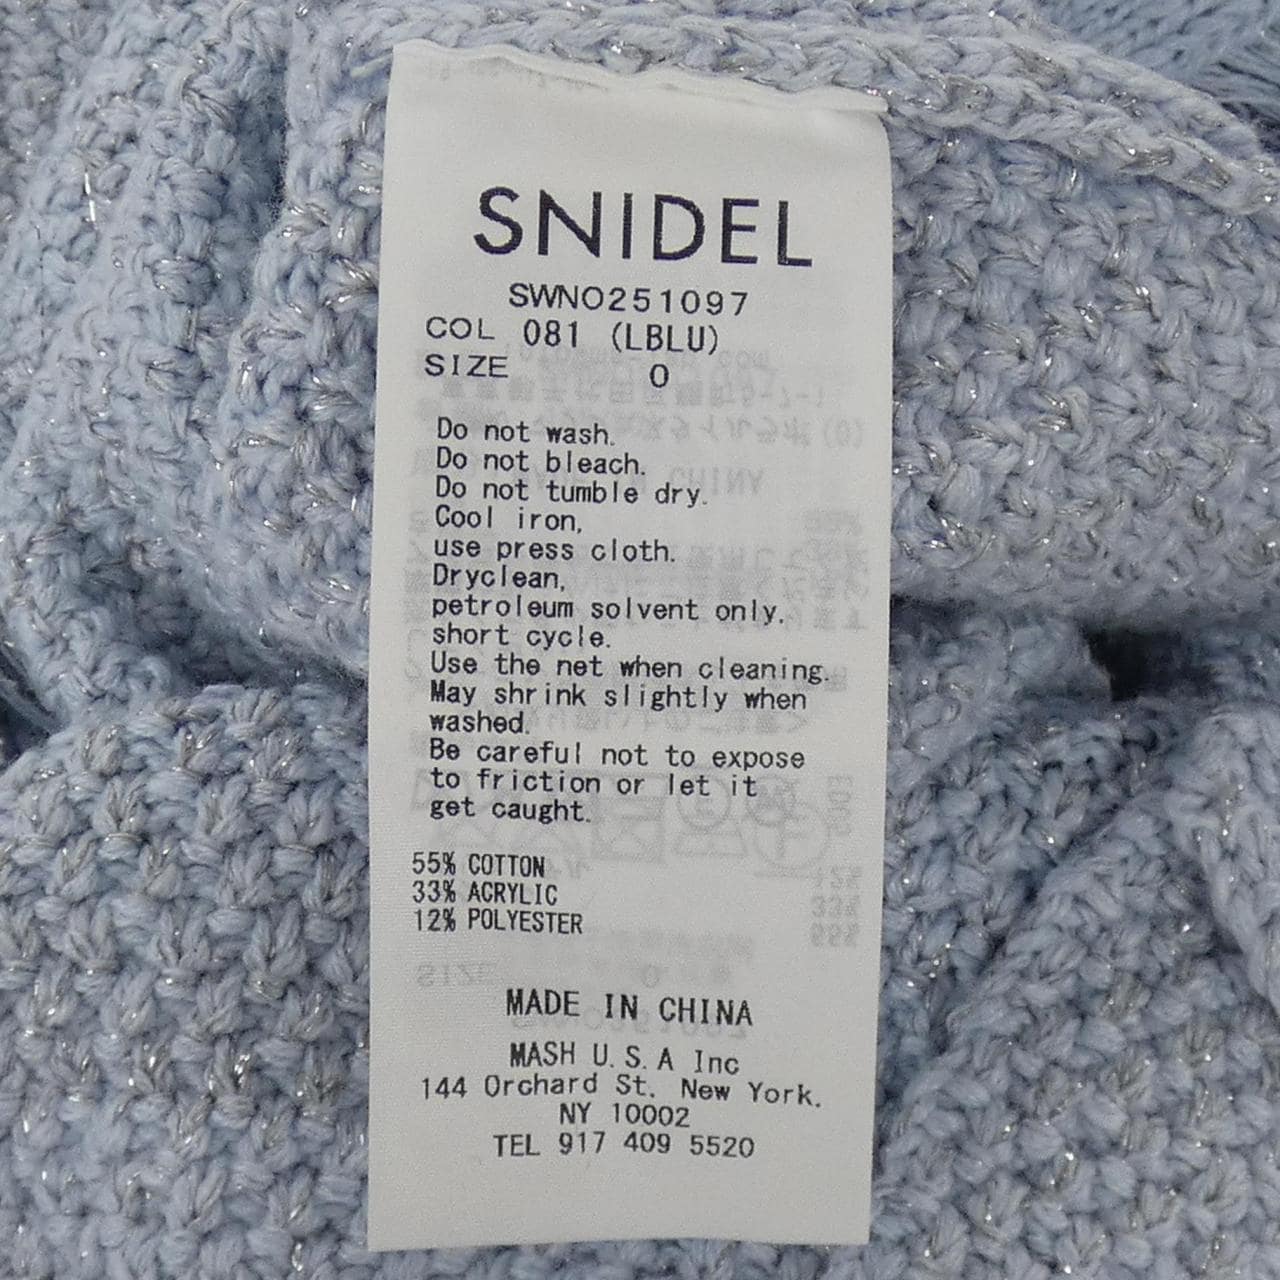 SNIDEL
SWNO251097
COL 081 (LBLU)
SIZE 0
Do not wash.
Do not bleach.
Do not tumble dry.
Cool iron,
use press cloth.
Dryclean,
petroleum solvent only.
short cycle.
Use the net when cleaning.
May shrink slightly when
washed.
Be careful not to expose
to friction or let it
get caught.
55% COTTON
33% ACRYLIC
12% POLYESTER
MADE IN CHINA
MASH U.S.A Inc
144 Orchard St. New York.
NY 10002
TEL 917 409 5520